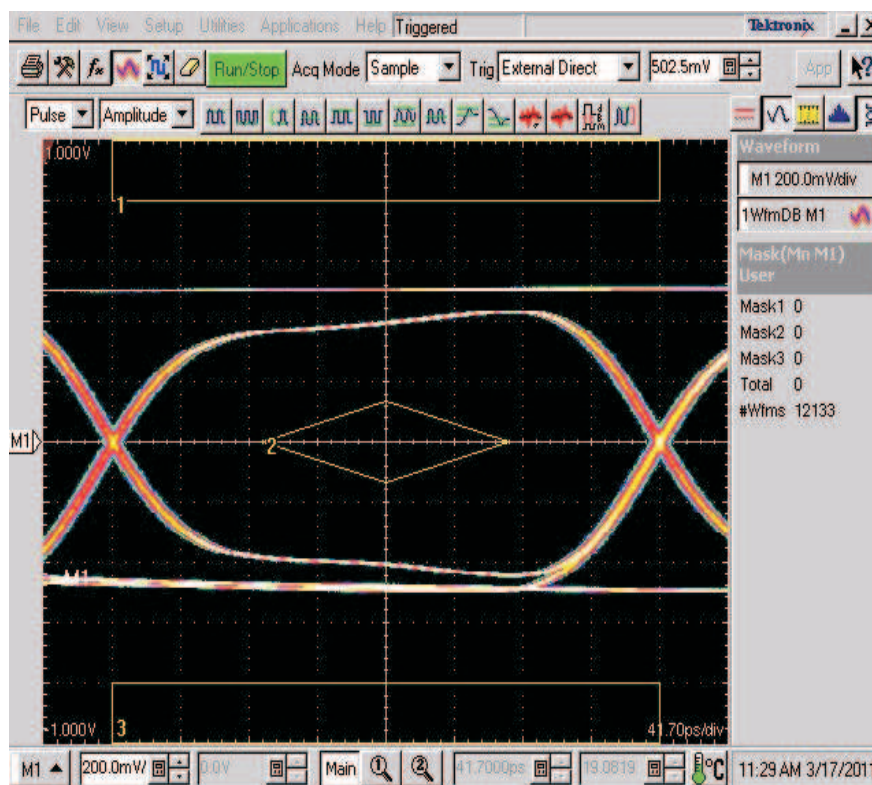 File Edit View Setup Utilities Applications Help Triggered Tektronix
fx Run/Stop Acq Mode Sample Trig External Direct 502.5mV App
Pulse Amplitude
1.000V
1
Waveform
M1 200.0mV/div
1WfmDB M1
Mask(Mn M1)
User
Mask1 0
Mask2 0
Mask3 0
Total 0
#Wfms 12133
M1
2
M1
3
-1.000V
41.70ps/div
M1 200.0mV/ 0.0V Main 1 2 41.7000ps 19.0819 °C 11:29 AM 3/17/2011